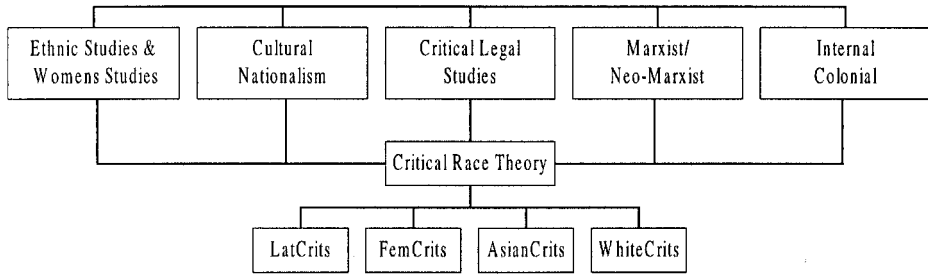 Ethnic Studies &
Womens Studies
Cultural
Nationalism
Critical Legal
Studies
Marxist/
Neo-Marxist
Internal
Colonial
Critical Race Theory
LatCrits
FemCrits
AsianCrits
WhiteCrits